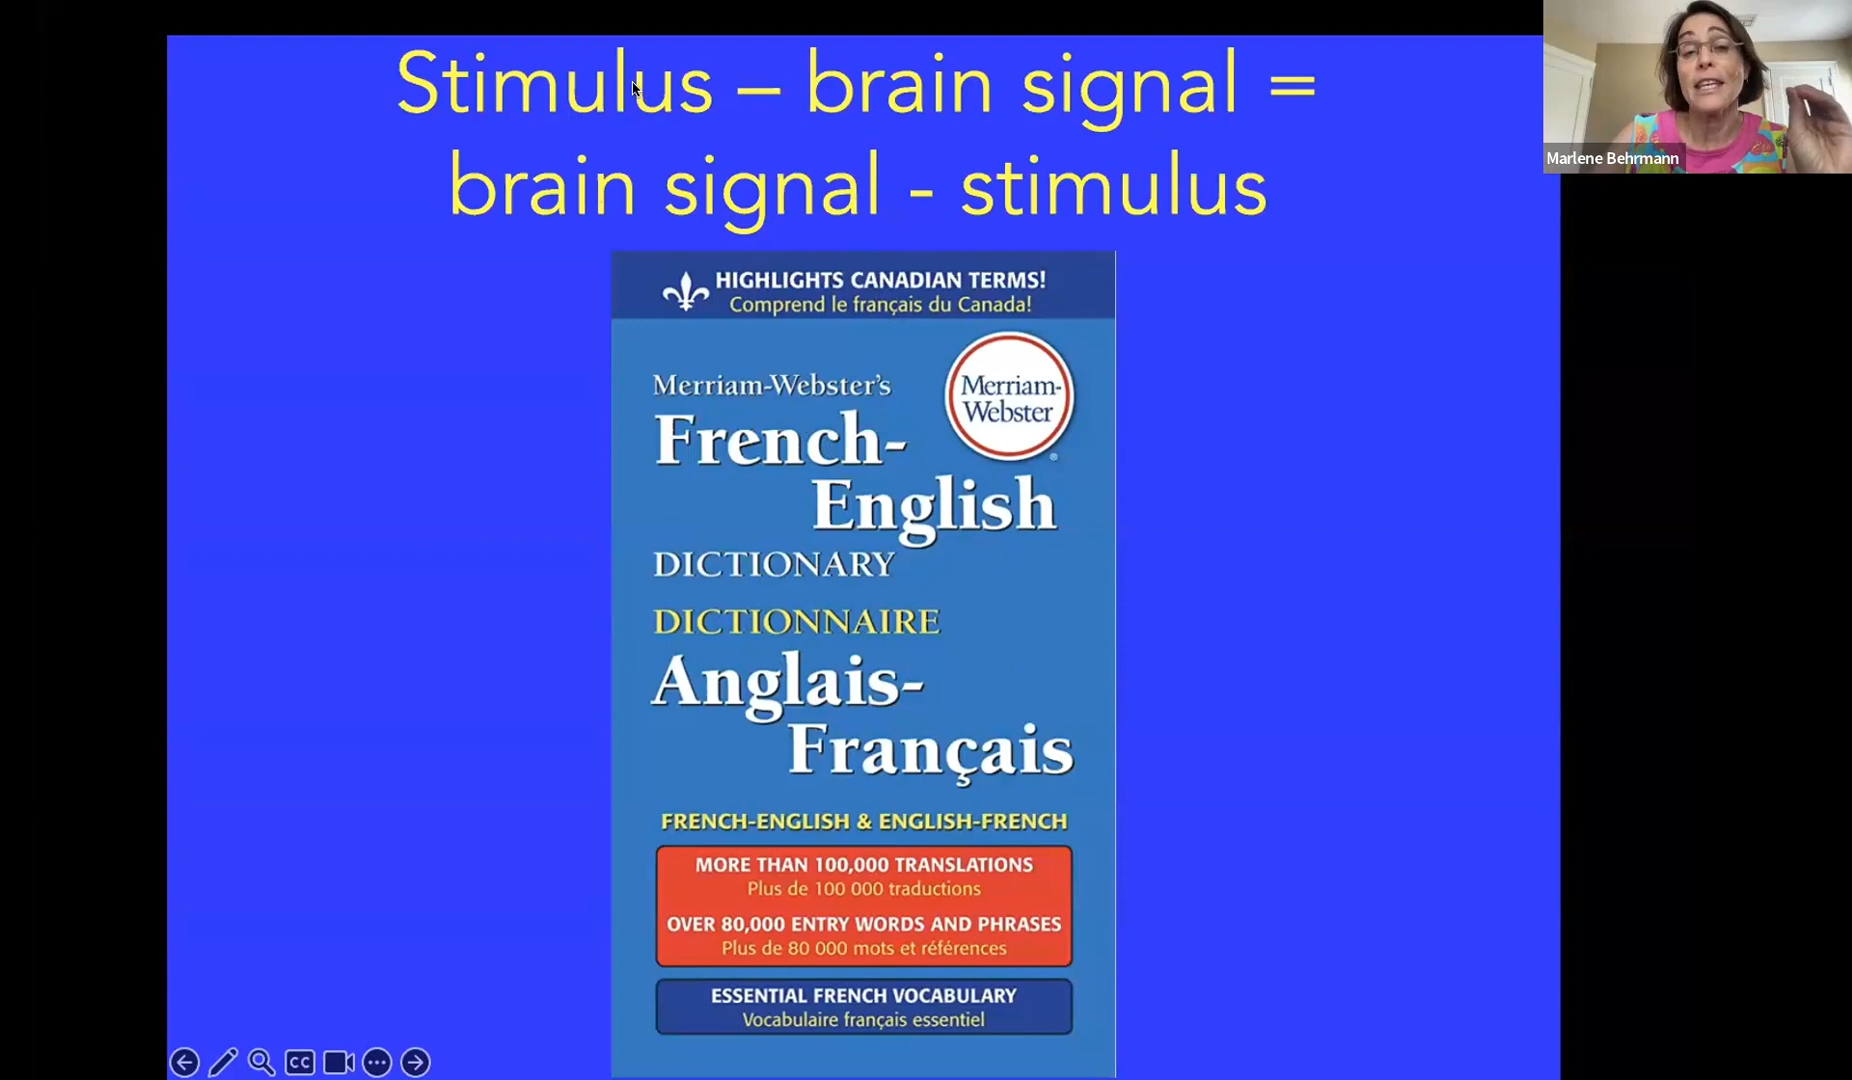 Stimulus – brain signal =
brain signal - stimulus
Marlene Behrmann
HIGHLIGHTS CANADIAN TERMS!
Comprend le français du Canada!
Merriam-Webster's
Merriam-
Webster
®
French-
English
DICTIONARY
DICTIONNAIRE
Anglais-
Français
FRENCH-ENGLISH & ENGLISH-FRENCH
MORE THAN 100,000 TRANSLATIONS
Plus de 100 000 traductions
OVER 80,000 ENTRY WORDS AND PHRASES
Plus de 80 000 mots et références
ESSENTIAL FRENCH VOCABULARY
Vocabulaire français essentiel
CC